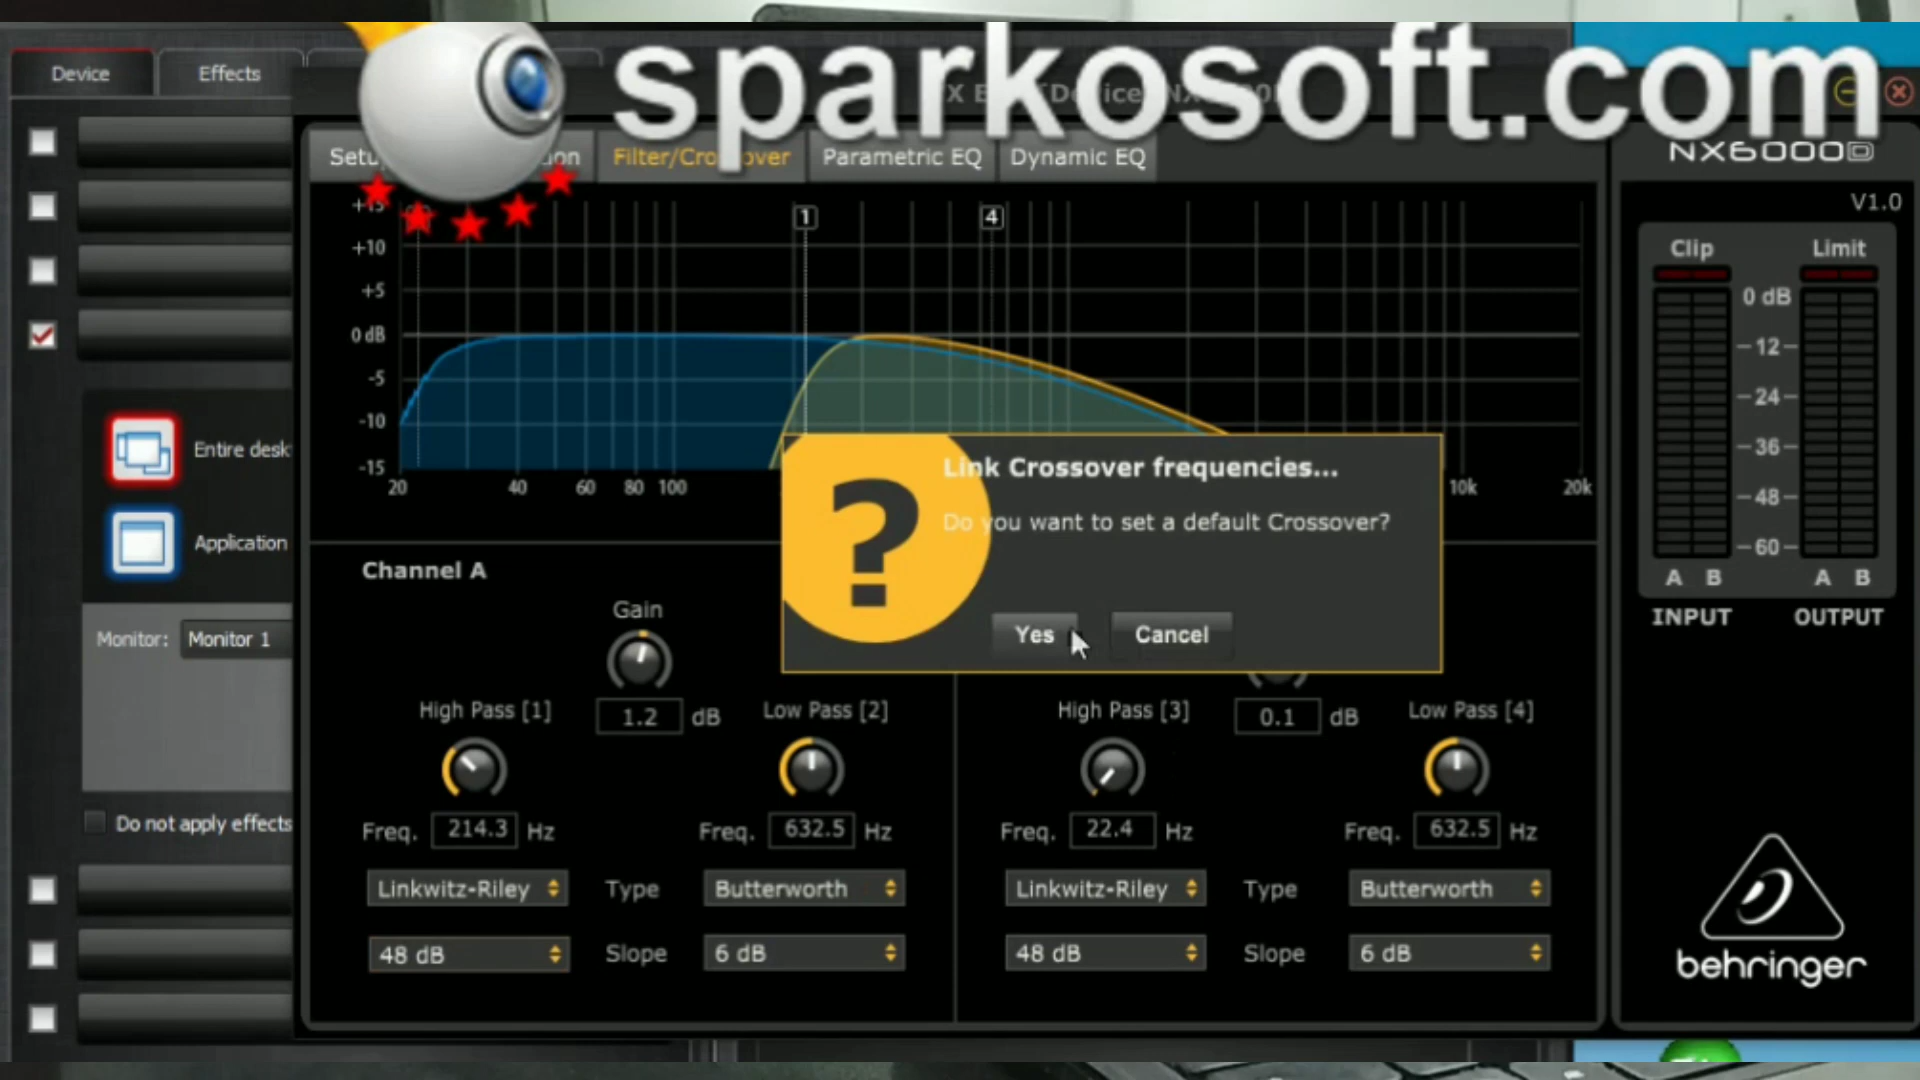 sparkosoft.com
Device
Effects
Filter/Crossover
Parametric EQ
Dynamic EQ
NX6000D
V1.0
+15
+10
+5
0 dB
-5
-10
-15
1
4
20
40
60
80
100
10k
20k
Clip
Limit
0 dB
-12
-24
-36
-48
-60
A B
A B
INPUT
OUTPUT
Entire desk
Application
Monitor: Monitor 1
Do not apply effects
Link Crossover frequencies...
Do you want to set a default Crossover?
?
Yes
Cancel
Channel A
Gain
1.2 dB
High Pass [1]
Low Pass [2]
Freq. 214.3 Hz
Freq. 632.5 Hz
Linkwitz-Riley Type Butterworth
48 dB Slope 6 dB
0.1 dB
High Pass [3]
Low Pass [4]
Freq. 22.4 Hz
Freq. 632.5 Hz
Linkwitz-Riley Type Butterworth
48 dB Slope 6 dB
behringer